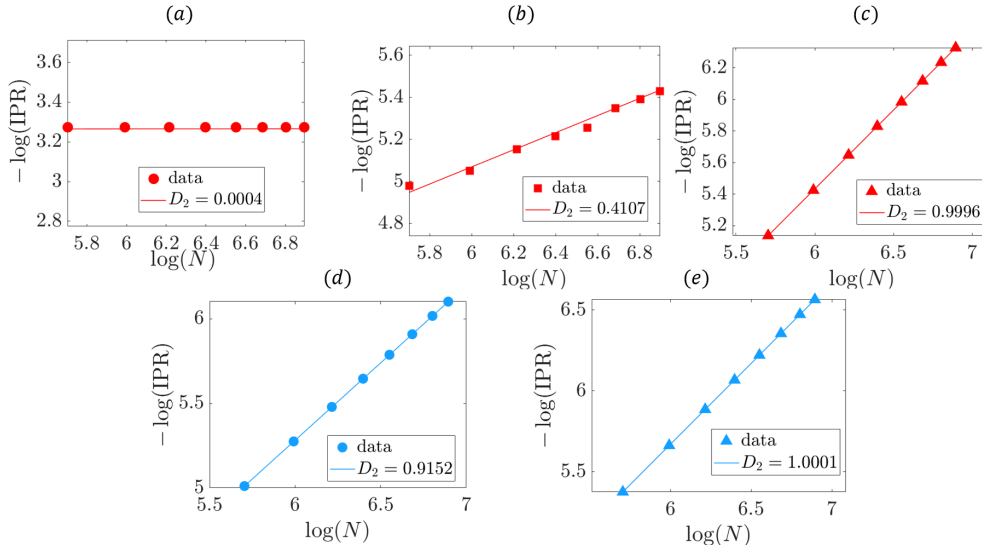 (a)
3.6
3.4
3.2
3
2.8
− log(IPR)
data
D₂ = 0.0004
5.8 6 6.2 6.4 6.6 6.8
log(N)
(b)
5.6
5.4
5.2
5
4.8
− log(IPR)
data
D₂ = 0.4107
5.8 6 6.2 6.4 6.6 6.8
log(N)
(c)
6.2
6
5.8
5.6
5.4
5.2
− log(IPR)
data
D₂ = 0.9996
5.5 6 6.5 7
log(N)
(d)
6
5.5
5
− log(IPR)
data
D₂ = 0.9152
5.5 6 6.5 7
log(N)
(e)
6.5
6
5.5
− log(IPR)
data
D₂ = 1.0001
6 6.5 7
log(N)